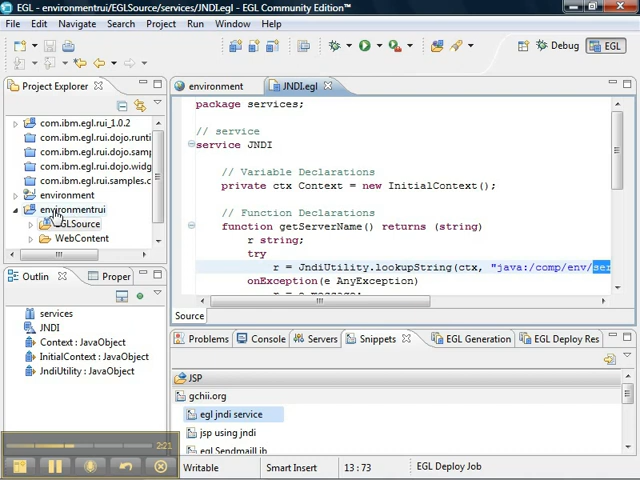 EGL - environmentrui/EGLSource/services/JNDI.egl - EGL Community Edition™
File Edit Navigate Search Project Run Window Help
Debug EGL
Project Explorer
com.ibm.egl.rui_1.0.2
com.ibm.egl.rui.dojo.runti
com.ibm.egl.rui.dojo.samp
com.ibm.egl.rui.dojo.widg
com.ibm.egl.rui.samples.c
environment
environmentrui
EGLSource
WebContent
Outlin Proper
services
JNDI
Context : JavaObject
InitialContext : JavaObject
JndiUtility : JavaObject
environment JNDI.egl
package services;
// service
service JNDI
// Variable Declarations
private ctx Context = new InitialContext();
// Function Declarations
function getServerName() returns (string)
r string;
try
r = JndiUtility.lookupString(ctx, "java:/comp/env/ser
onException(e AnyException)
Source
Problems Console Servers Snippets EGL Generation EGL Deploy Res
JSP
gchii.org
egl jndi service
jsp using jndi
egl SendmailLib
2:21
Writable Smart Insert 13 : 73 EGL Deploy Job